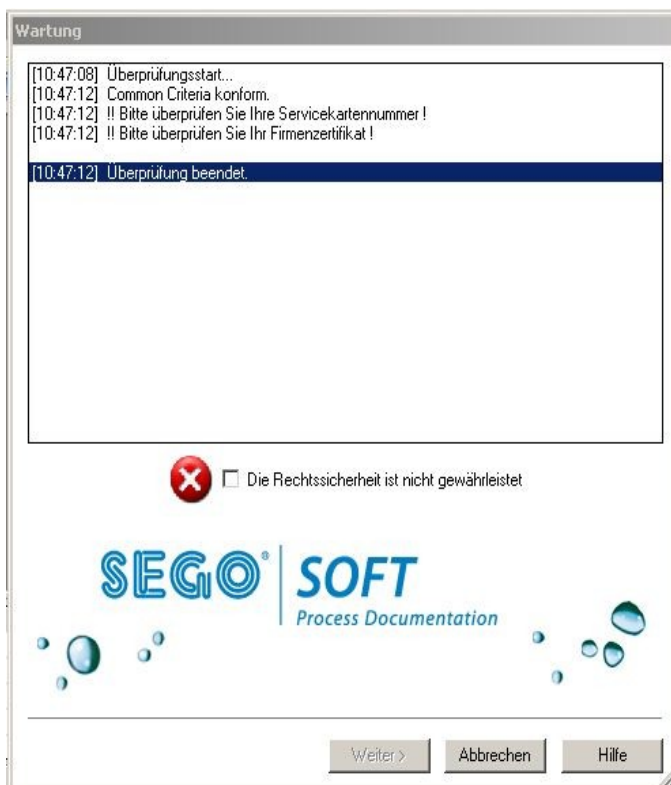 Wartung
[10:47:08] Überprüfungsstart...
[10:47:12] Common Criteria konform.
[10:47:12] !! Bitte überprüfen Sie Ihre Servicekartennummer !
[10:47:12] !! Bitte überprüfen Sie Ihr Firmenzertifikat !
[10:47:12] Überprüfung beendet.
Die Rechtssicherheit ist nicht gewährleistet
SEGO® SOFT
Process Documentation
Weiter > Abbrechen Hilfe